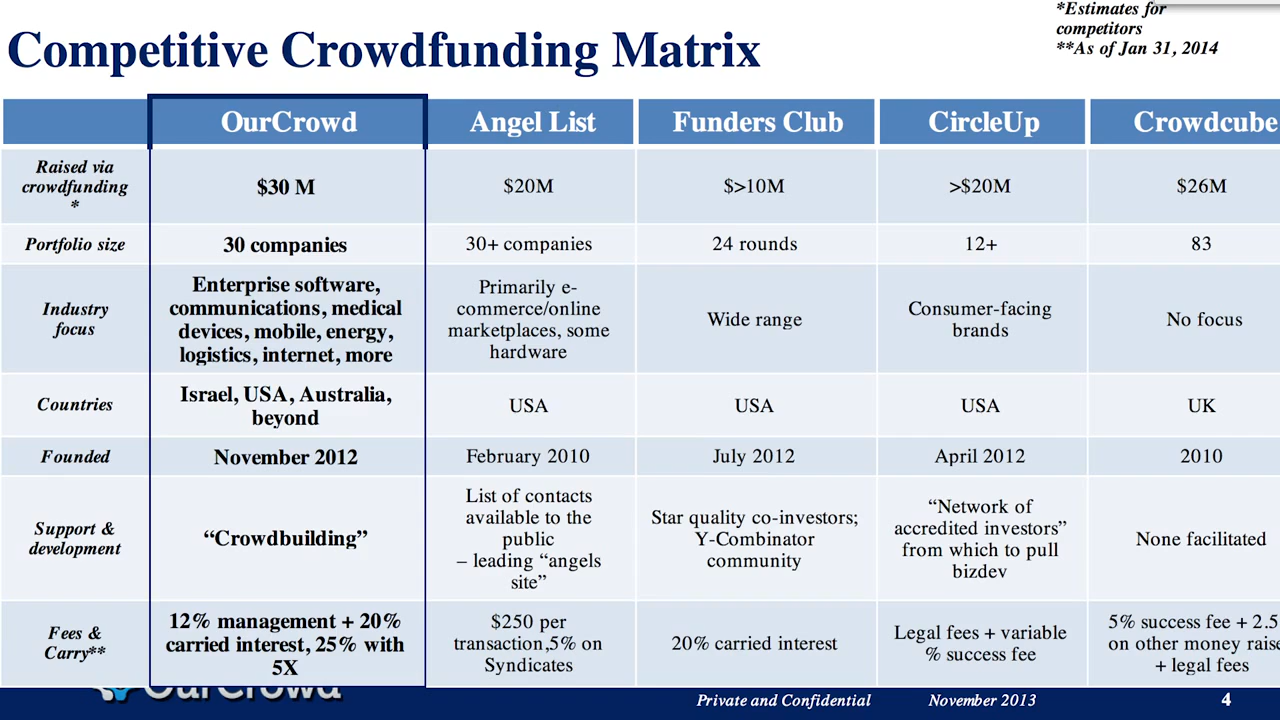 *Estimates for
competitors
**As of Jan 31, 2014
Competitive Crowdfunding Matrix
OurCrowd
Angel List
Funders Club
CircleUp
Crowdcube
Raised via
crowdfunding
*
$30 M
$20M
$>10M
>$20M
$26M
Portfolio size
30 companies
30+ companies
24 rounds
12+
83
Industry
focus
Enterprise software,
communications, medical
devices, mobile, energy,
logistics, internet, more
Primarily e-
commerce/online
marketplaces, some
hardware
Wide range
Consumer-facing
brands
No focus
Countries
Israel, USA, Australia,
beyond
USA
USA
USA
UK
Founded
November 2012
February 2010
July 2012
April 2012
2010
Support &
development
“Crowdbuilding”
List of contacts
available to the
public
– leading “angels
site”
Star quality co-investors;
Y-Combinator
community
“Network of
accredited investors”
from which to pull
bizdev
None facilitated
Fees &
Carry**
12% management + 20%
carried interest, 25% with
5X
$250 per
transaction,5% on
Syndicates
20% carried interest
Legal fees + variable
% success fee
5% success fee + 2.5
on other money raise
+ legal fees
OurCrowd
Private and Confidential
November 2013
4